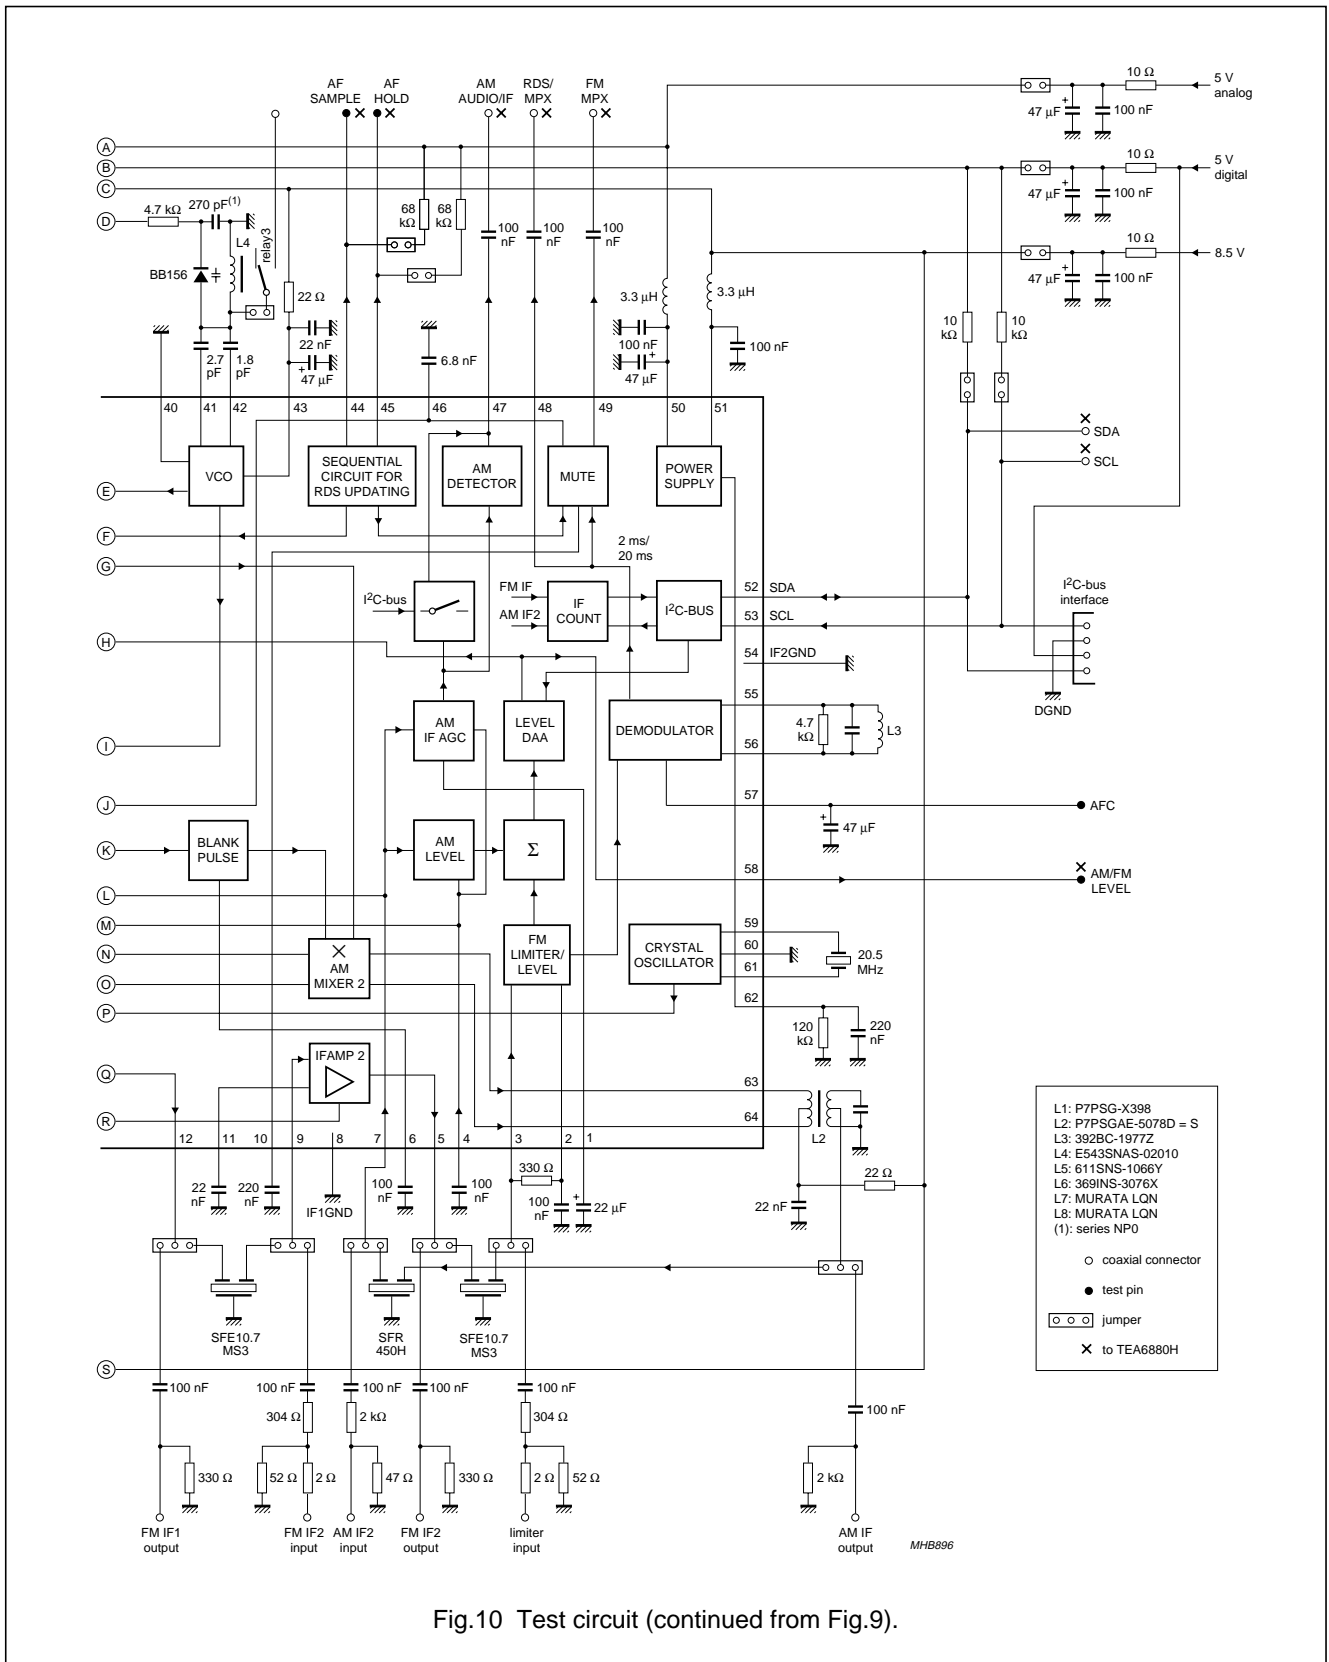 AF
SAMPLE
AF
HOLD
AM
AUDIO/IF
RDS/
MPX
FM
MPX
10 Ω
5 V
analog
47 μF
100 nF
A
B
10 Ω
5 V
digital
C
47 μF
100 nF
D
4.7 kΩ
270 pF(1)
L4
relay3
68
kΩ
68
kΩ
100
nF
100
nF
100
nF
10 Ω
8.5 V
47 μF
100 nF
BB156
22 Ω
3.3 μH
3.3 μH
10
kΩ
10
kΩ
22 nF
47 μF
2.7
pF
1.8
pF
6.8 nF
100 nF
47 μF
100 nF
40
41
42
43
44
45
46
47
48
49
50
51
SDA
SCL
VCO
SEQUENTIAL
CIRCUIT FOR
RDS UPDATING
AM
DETECTOR
MUTE
POWER
SUPPLY
E
F
G
2 ms/
20 ms
I2C-bus
FM IF
AM IF2
IF
COUNT
I2C-BUS
52
SDA
53
SCL
I2C-bus
interface
H
54
IF2GND
DGND
AM
IF AGC
LEVEL
DAA
DEMODULATOR
55
56
4.7
kΩ
L3
I
57
J
AFC
47 μF
K
BLANK
PULSE
AM
LEVEL
Σ
58
AM/FM
LEVEL
L
M
N
O
P
AM
MIXER 2
FM
LIMITER/
LEVEL
CRYSTAL
OSCILLATOR
59
60
61
20.5
MHz
62
120
kΩ
220
nF
Q
IFAMP 2
R
63
64
L2
12
11
10
9
8
7
6
5
4
3
2
1
22
nF
220
nF
IF1GND
100
nF
100
nF
330 Ω
100
nF
22 μF
22 nF
22 Ω
L1: P7PSG-X398
L2: P7PSGAE-5078D = S
L3: 392BC-1977Z
L4: E543SNAS-02010
L5: 611SNS-1066Y
L6: 369INS-3076X
L7: MURATA LQN
L8: MURATA LQN
(1): series NP0
coaxial connector
test pin
jumper
to TEA6880H
SFE10.7
MS3
SFR
450H
SFE10.7
MS3
S
100 nF
100 nF
100 nF
100 nF
100 nF
100 nF
304 Ω
2 kΩ
304 Ω
330 Ω
52 Ω
2 Ω
47 Ω
330 Ω
2 Ω
52 Ω
2 kΩ
FM IF1
output
FM IF2
input
AM IF2
input
FM IF2
output
limiter
input
AM IF
output
MHB896
Fig.10 Test circuit (continued from Fig.9).